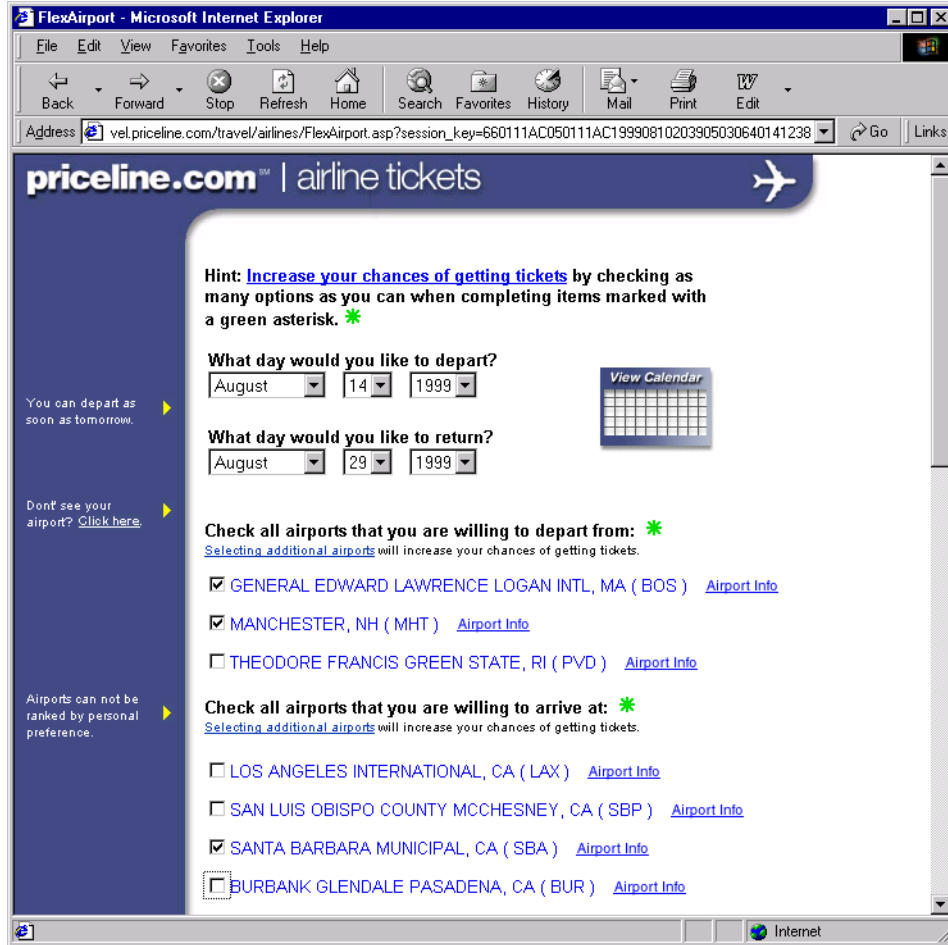 FlexAirport - Microsoft Internet Explorer
File Edit View Favorites Tools Help
Back Forward Stop Refresh Home Search Favorites History Mail Print Edit
Address vel.priceline.com/travel/airlines/FlexAirport.asp?session_key=660111AC050111AC19990810203905030640141238 Go Links
priceline.com℠ | airline tickets
Hint: Increase your chances of getting tickets by checking as
many options as you can when completing items marked with
a green asterisk. *
What day would you like to depart?
August 14 1999
View Calendar
You can depart as
soon as tomorrow.
What day would you like to return?
August 29 1999
Dont' see your
airport? Click here.
Check all airports that you are willing to depart from: *
Selecting additional airports will increase your chances of getting tickets.
GENERAL EDWARD LAWRENCE LOGAN INTL, MA ( BOS ) Airport Info
MANCHESTER, NH ( MHT ) Airport Info
THEODORE FRANCIS GREEN STATE, RI ( PVD ) Airport Info
Airports can not be
ranked by personal
preference.
Check all airports that you are willing to arrive at: *
Selecting additional airports will increase your chances of getting tickets.
LOS ANGELES INTERNATIONAL, CA ( LAX ) Airport Info
SAN LUIS OBISPO COUNTY MCCHESNEY, CA ( SBP ) Airport Info
SANTA BARBARA MUNICIPAL, CA ( SBA ) Airport Info
BURBANK GLENDALE PASADENA, CA ( BUR ) Airport Info
Internet